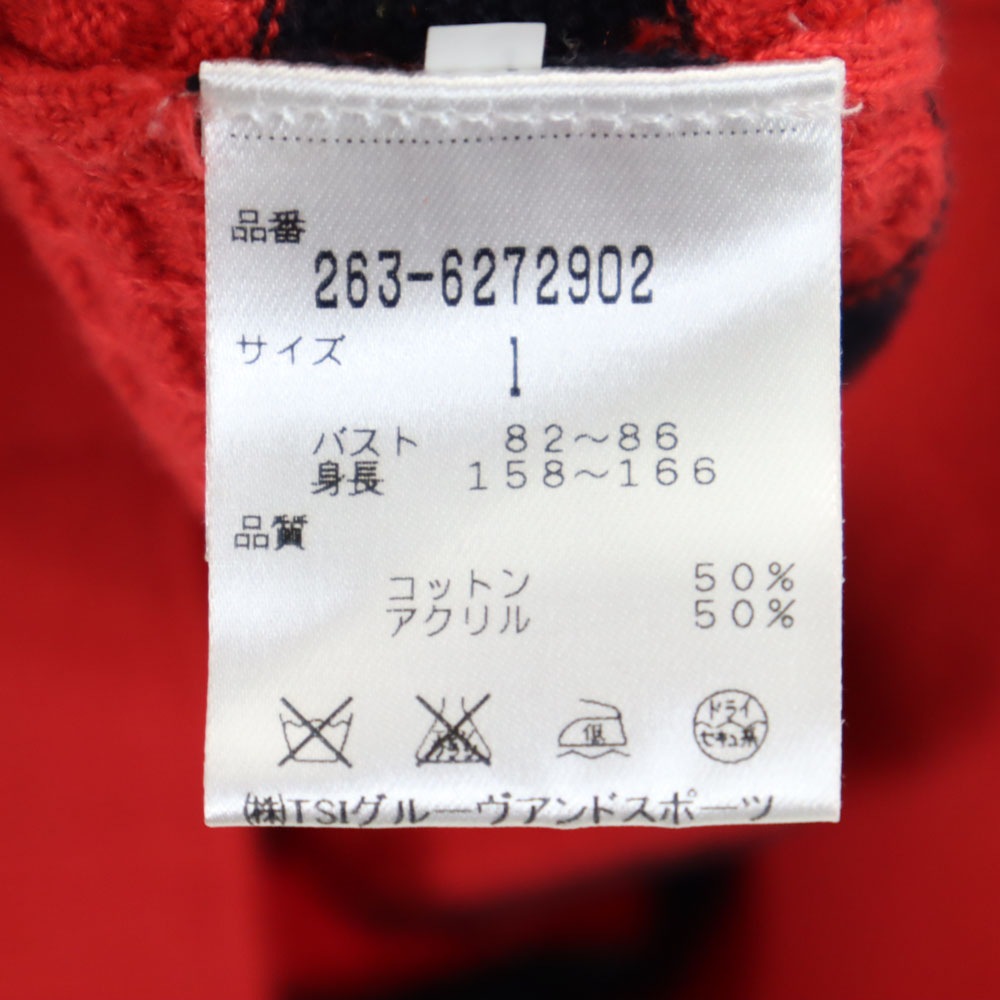 品番
263-6272902
サイズ 1
バスト 82～86
身長 158～166
品質
コットン 50%
アクリル 50%
低 ドライ
セキユ系
㈱TSIグルーヴアンドスポーツ